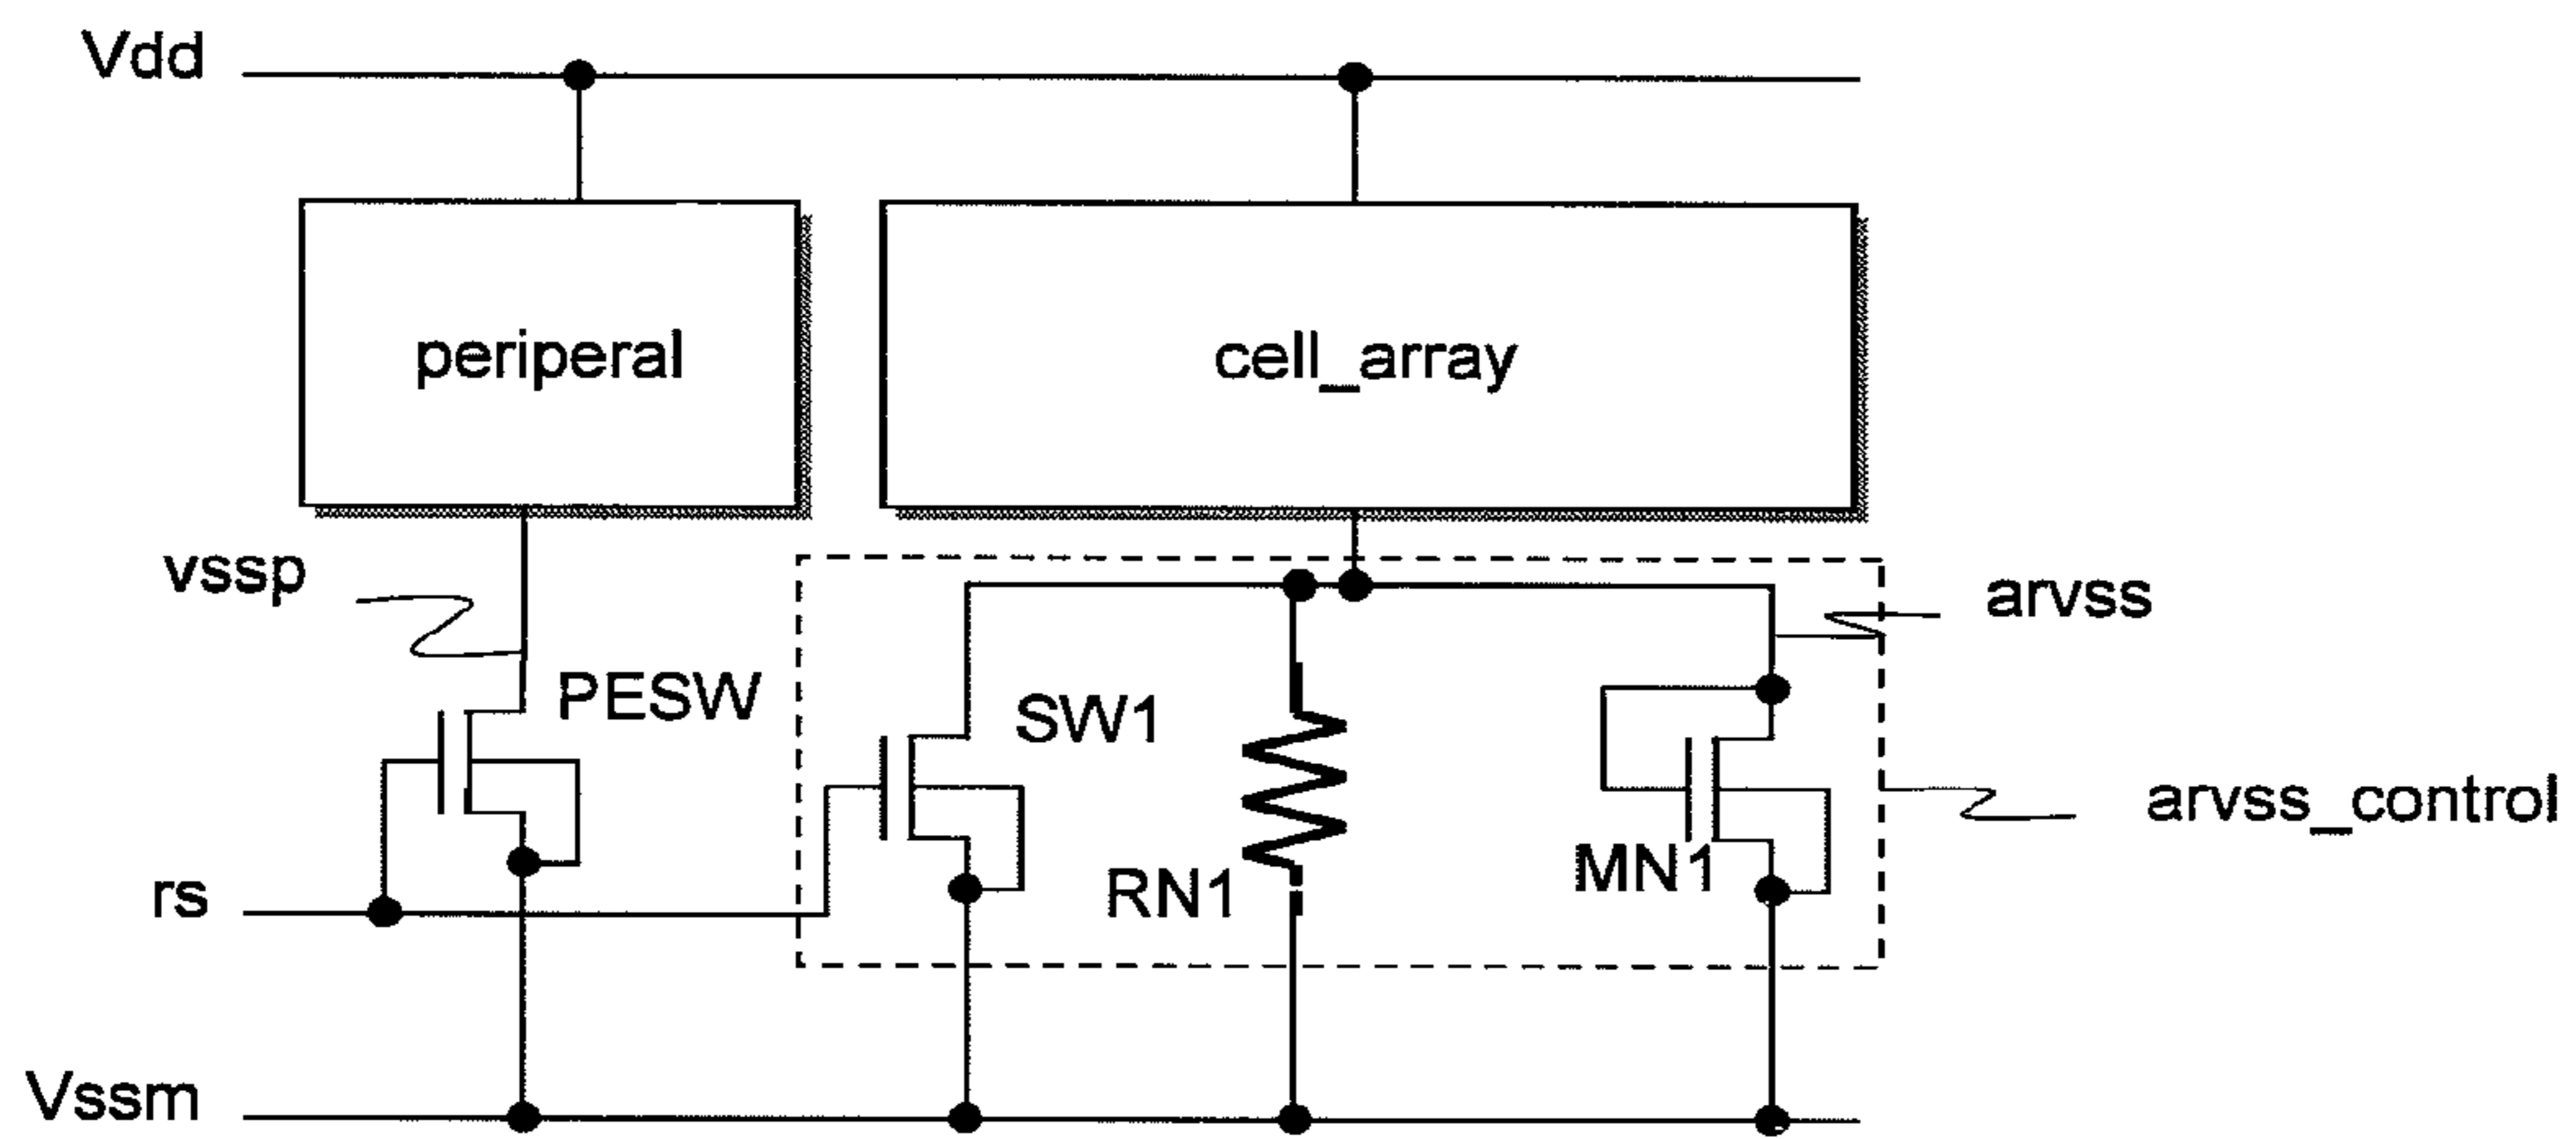 Vdd
periperal
cell_array
vssp
arvss
PESW
SW1
arvss_control
MN1
RN1
rs
Vssm